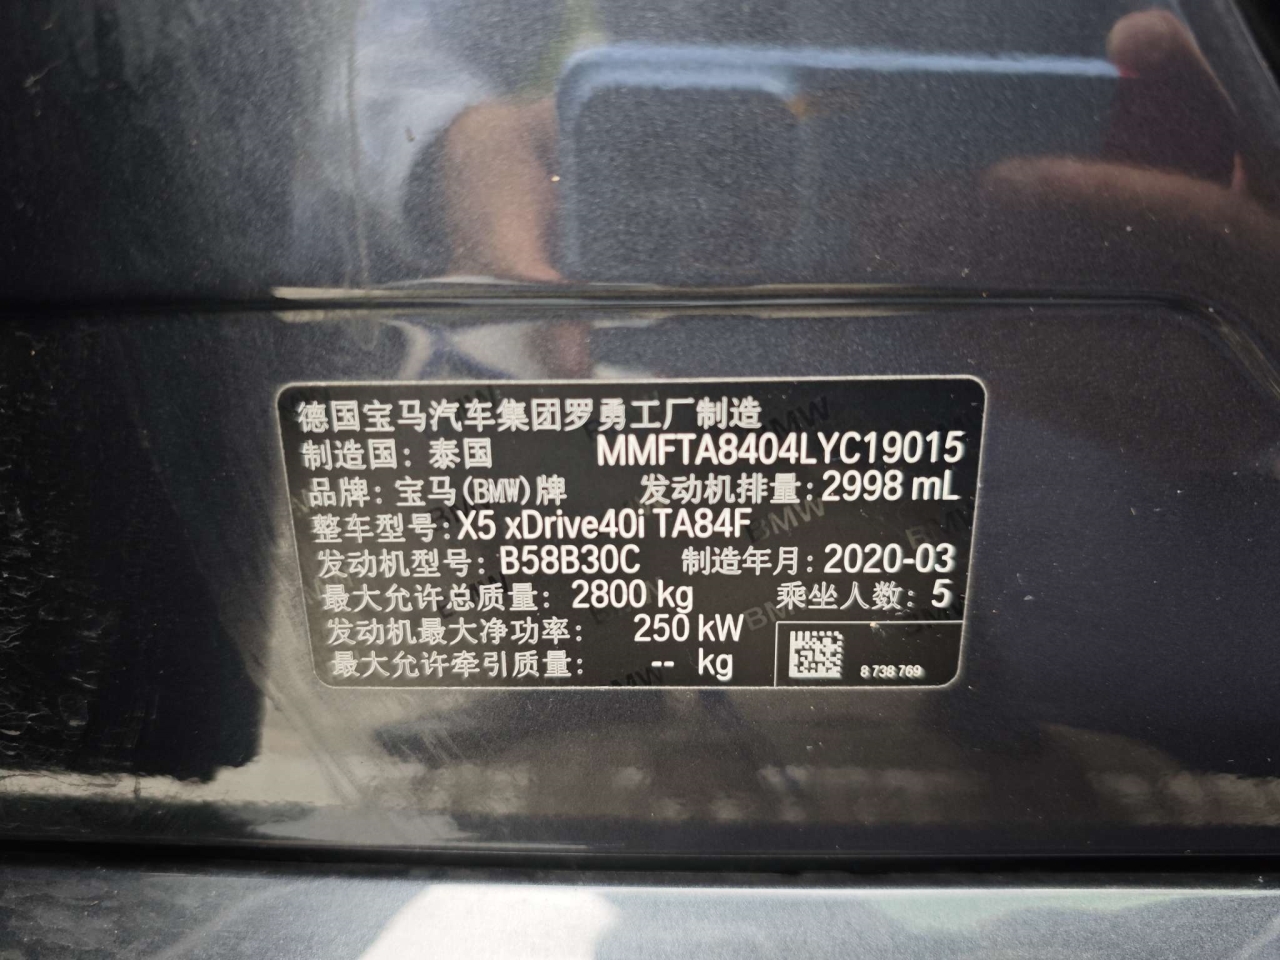 德国宝马汽车集团罗勇工厂制造
制造国：泰国 MMFTA8404LYC19015
品牌：宝马(BMW)牌 发动机排量：2998 mL
整车型号：X5 xDrive40i TA84F
发动机型号：B58B30C 制造年月：2020-03
最大允许总质量：2800 kg 乘坐人数：5
发动机最大净功率：250 kW
最大允许牵引质量：-- kg
8 738 769